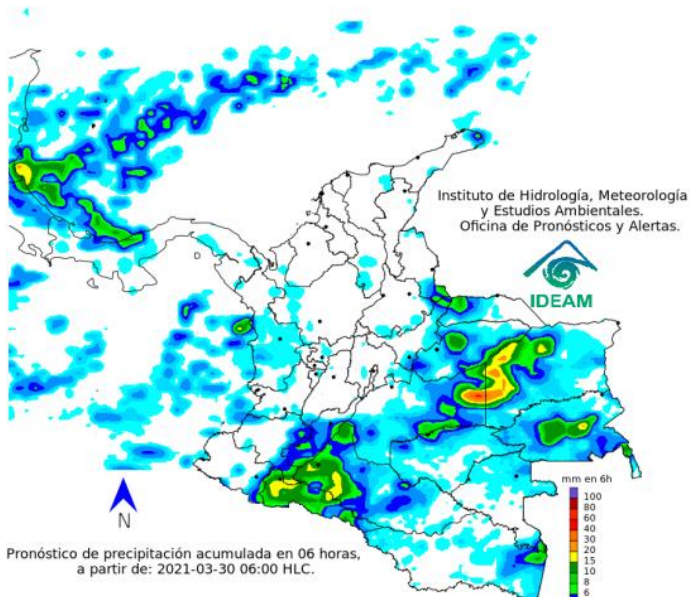 Instituto de Hidrología, Meteorología
y Estudios Ambientales.
Oficina de Pronósticos y Alertas.
IDEAM
N
mm en 6h
100
80
60
40
30
20
15
10
8
6
Pronóstico de precipitación acumulada en 06 horas,
a partir de: 2021-03-30 06:00 HLC.